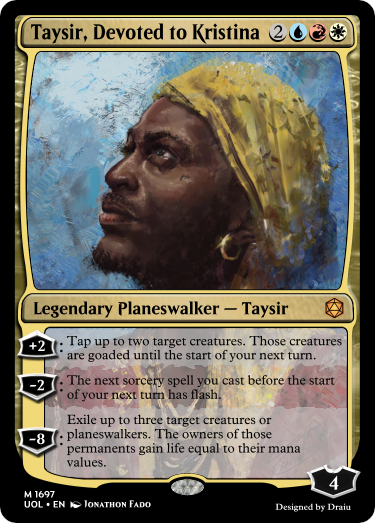 Taysir, Devoted to Kristina 2
Legendary Planeswalker — Taysir
+2: Tap up to two target creatures. Those creatures
are goaded until the start of your next turn.
-2: The next sorcery spell you cast before the start
of your next turn has flash.
-8: Exile up to three target creatures or
planeswalkers. The owners of those
permanents gain life equal to their mana
values.
4
M 1697
UOL • EN Jonathon Fado
Designed by Draiu